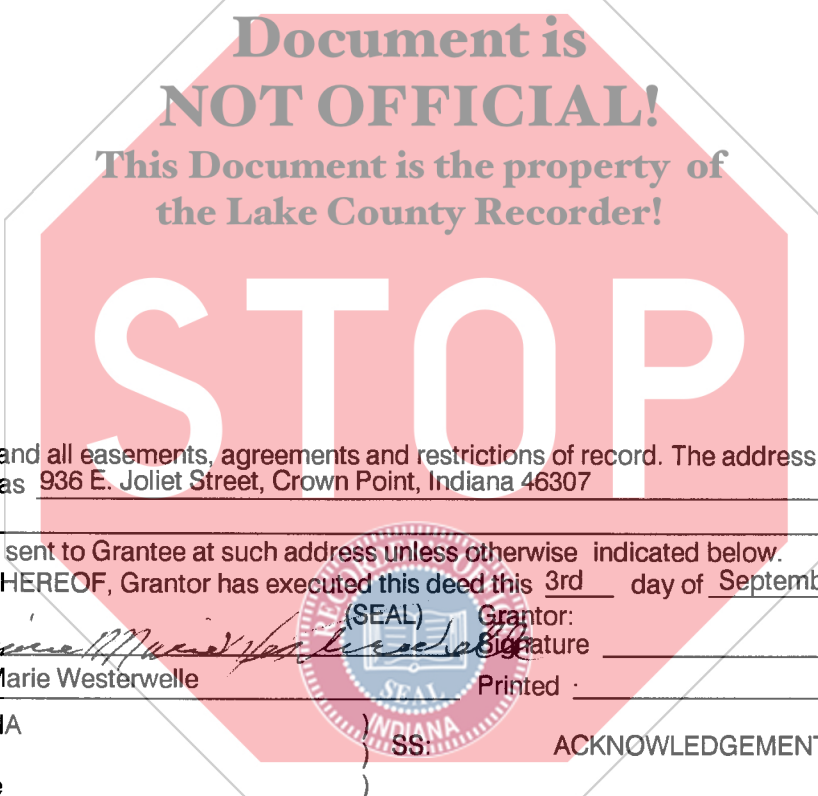 Document is
NOT OFFICIAL!
This Document is the property of
the Lake County Recorder!
STOP
and all easements, agreements and restrictions of record. The address
as 936 E. Joliet Street, Crown Point, Indiana 46307
sent to Grantee at such address unless otherwise indicated below.
HEREOF, Grantor has executed this deed this 3rd day of Septemb
(SEAL) Grantor:
Marie Signature
Marie Westerwelle Printed
SEAL
INDIANA
SS: ACKNOWLEDGEMENT
)